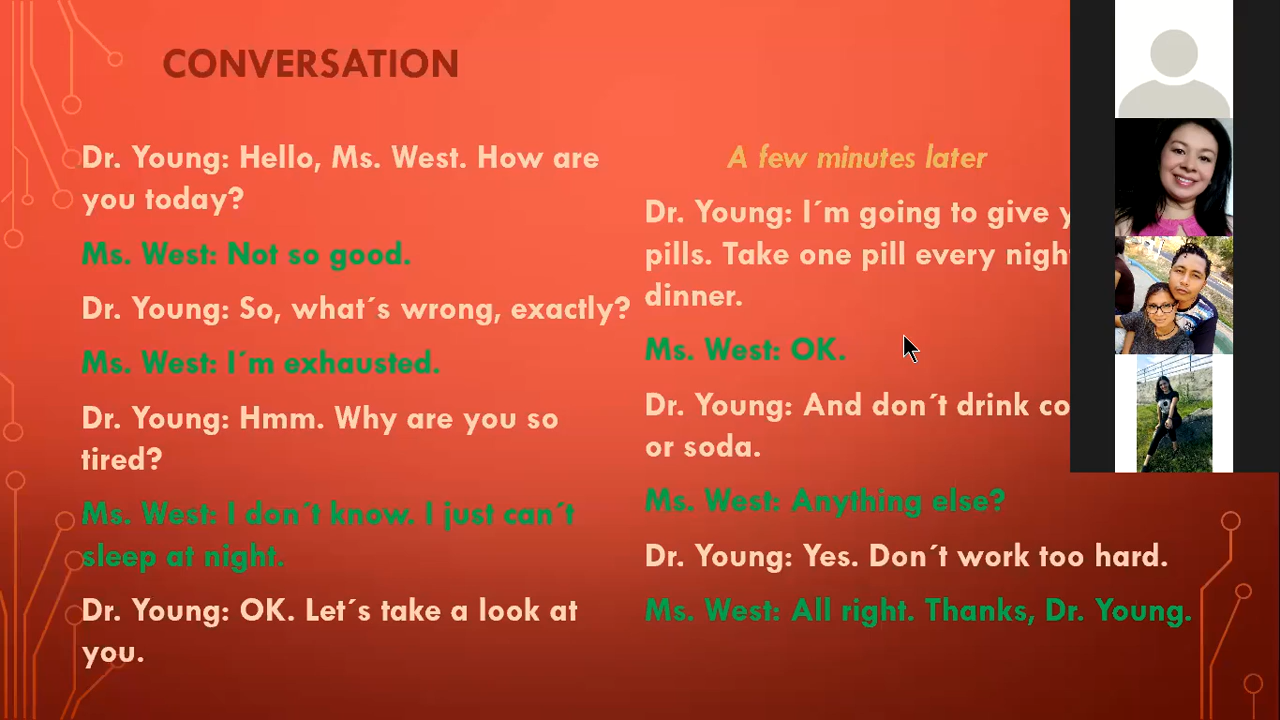 CONVERSATION
Dr. Young: Hello, Ms. West. How are
you today?
Ms. West: Not so good.
Dr. Young: So, what´s wrong, exactly?
Ms. West: I´m exhausted.
Dr. Young: Hmm. Why are you so
tired?
Ms. West: I don´t know. I just can´t
sleep at night.
Dr. Young: OK. Let´s take a look at
you.
A few minutes later
Dr. Young: I´m going to give
pills. Take one pill every
dinner.
Ms. West: OK.
Dr. Young: And don´t drink
or soda.
Ms. West: Anything else?
Dr. Young: Yes. Don´t work too hard.
Ms. West: All right. Thanks, Dr. Young.